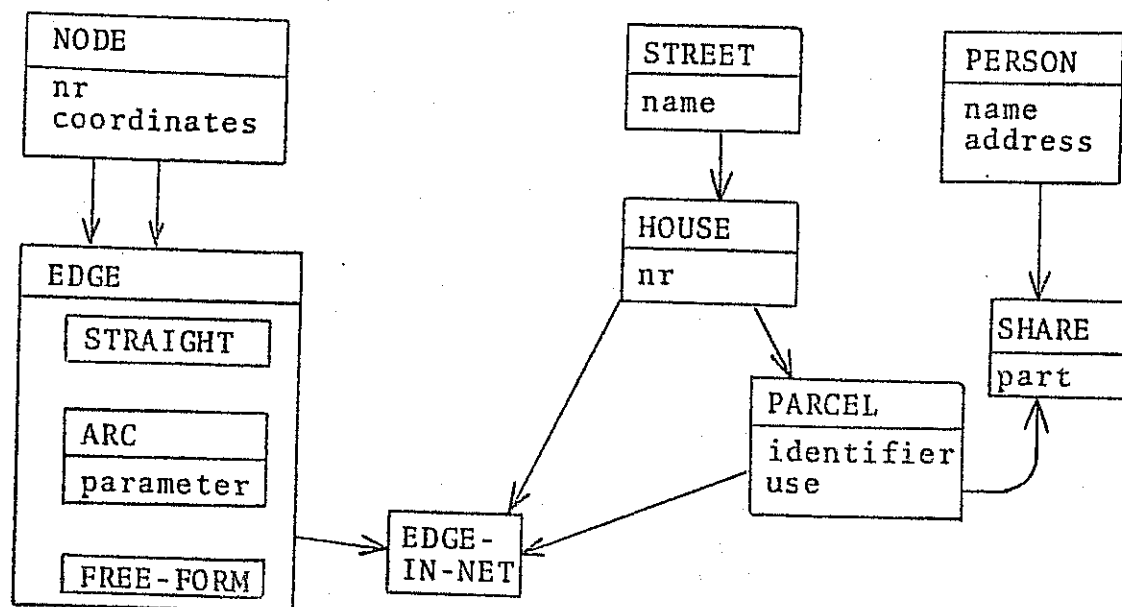 NODE
nr
coordinates
EDGE
STRAIGHT
ARC
parameter
FREE-FORM
EDGE-
IN-NET
STREET
name
HOUSE
nr
PARCEL
identifier
use
PERSON
name
address
SHARE
part